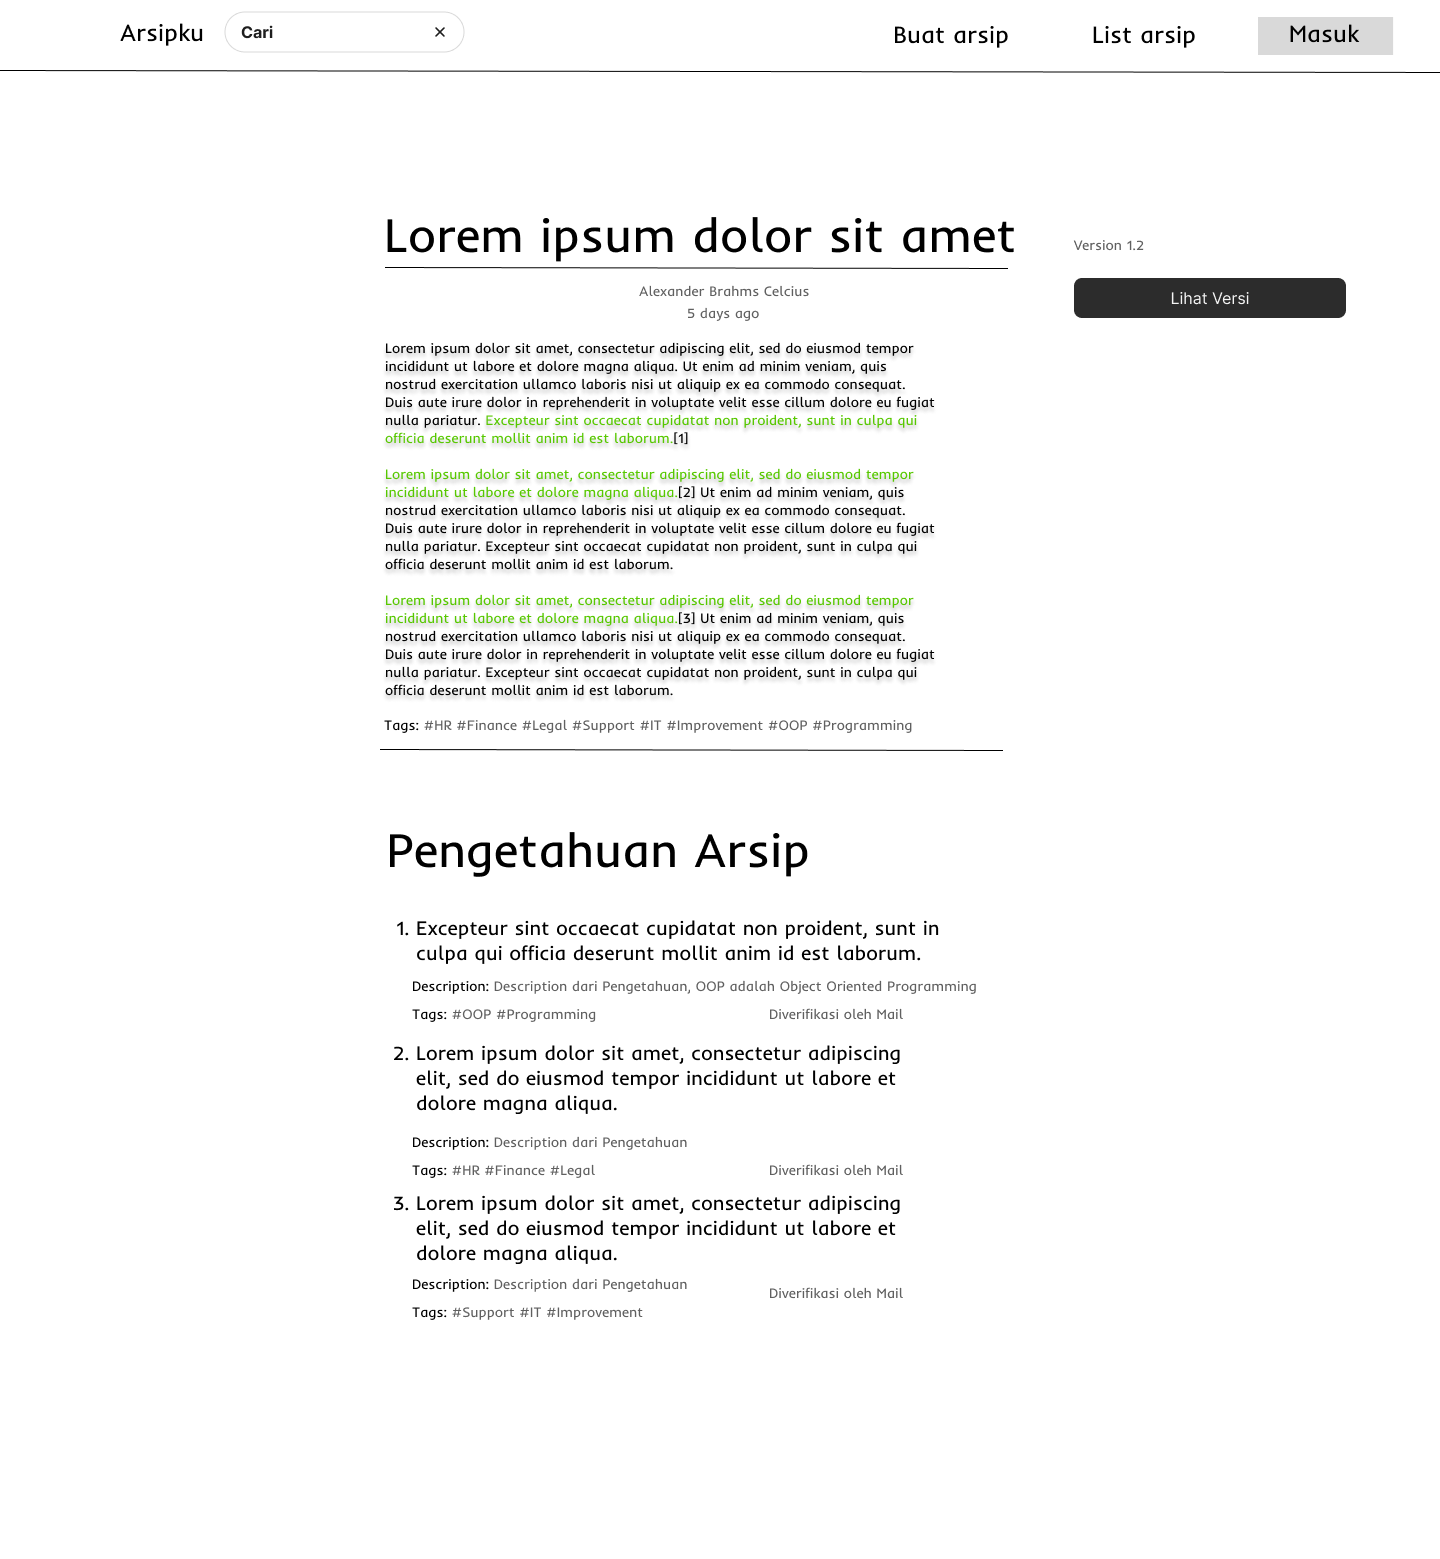 Arsipku
Cari
Buat arsip
List arsip
Masuk
Lorem ipsum dolor sit amet
Version 1.2
Lihat Versi
Alexander Brahms Celcius
5 days ago
Lorem ipsum dolor sit amet, consectetur adipiscing elit, sed do eiusmod tempor
incididunt ut labore et dolore magna aliqua. Ut enim ad minim veniam, quis
nostrud exercitation ullamco laboris nisi ut aliquip ex ea commodo consequat.
Duis aute irure dolor in reprehenderit in voluptate velit esse cillum dolore eu fugiat
nulla pariatur. Excepteur sint occaecat cupidatat non proident, sunt in culpa qui
officia deserunt mollit anim id est laborum.[1]
Lorem ipsum dolor sit amet, consectetur adipiscing elit, sed do eiusmod tempor
incididunt ut labore et dolore magna aliqua.[2] Ut enim ad minim veniam, quis
nostrud exercitation ullamco laboris nisi ut aliquip ex ea commodo consequat.
Duis aute irure dolor in reprehenderit in voluptate velit esse cillum dolore eu fugiat
nulla pariatur. Excepteur sint occaecat cupidatat non proident, sunt in culpa qui
officia deserunt mollit anim id est laborum.
Lorem ipsum dolor sit amet, consectetur adipiscing elit, sed do eiusmod tempor
incididunt ut labore et dolore magna aliqua.[3] Ut enim ad minim veniam, quis
nostrud exercitation ullamco laboris nisi ut aliquip ex ea commodo consequat.
Duis aute irure dolor in reprehenderit in voluptate velit esse cillum dolore eu fugiat
nulla pariatur. Excepteur sint occaecat cupidatat non proident, sunt in culpa qui
officia deserunt mollit anim id est laborum.
Tags: #HR #Finance #Legal #Support #IT #Improvement #OOP #Programming
Pengetahuan Arsip
1. Excepteur sint occaecat cupidatat non proident, sunt in
culpa qui officia deserunt mollit anim id est laborum.
Description: Description dari Pengetahuan, OOP adalah Object Oriented Programming
Tags: #OOP #Programming
Diverifikasi oleh Mail
2. Lorem ipsum dolor sit amet, consectetur adipiscing
elit, sed do eiusmod tempor incididunt ut labore et
dolore magna aliqua.
Description: Description dari Pengetahuan
Tags: #HR #Finance #Legal
Diverifikasi oleh Mail
3. Lorem ipsum dolor sit amet, consectetur adipiscing
elit, sed do eiusmod tempor incididunt ut labore et
dolore magna aliqua.
Description: Description dari Pengetahuan
Diverifikasi oleh Mail
Tags: #Support #IT #Improvement